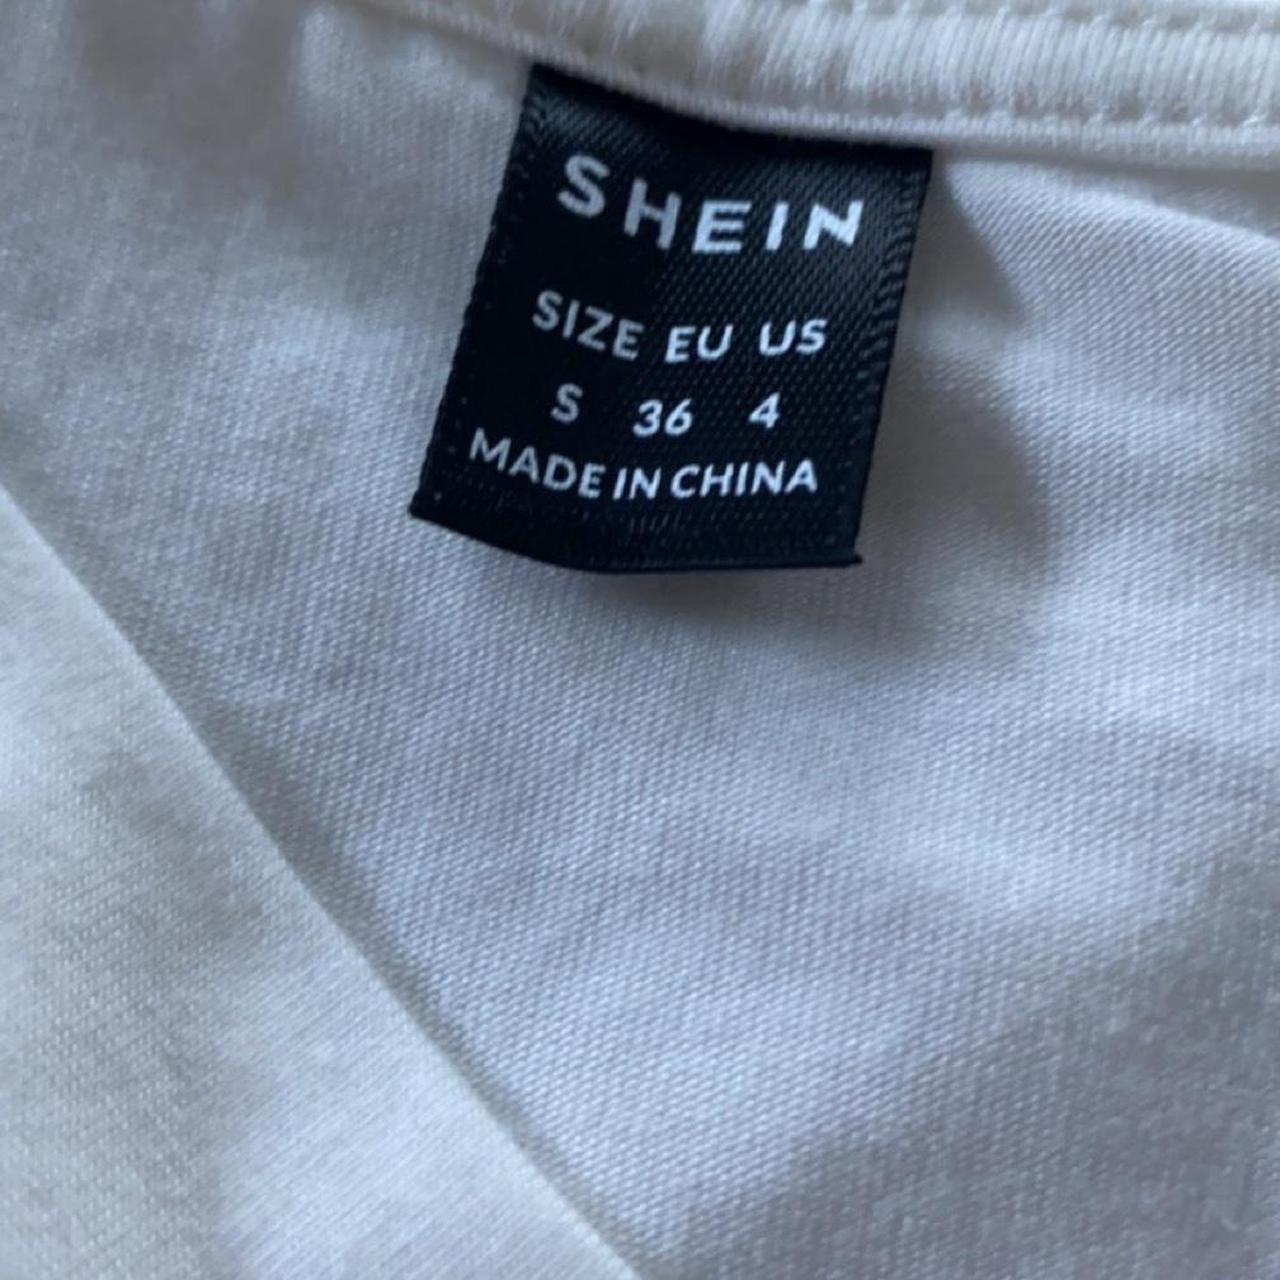 SHEIN
SIZE EU US
S 36 4
MADE IN CHINA